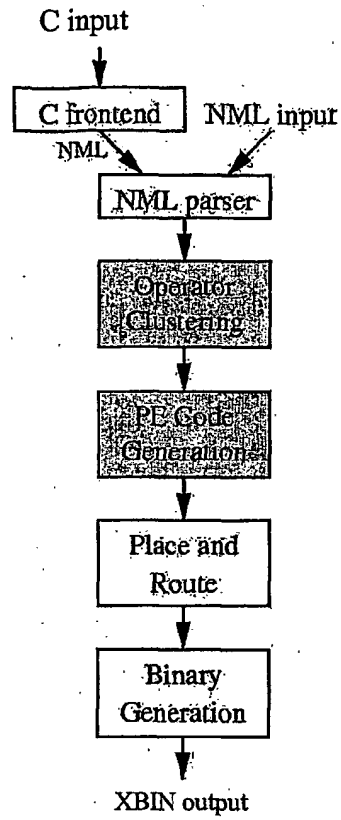 C input
C frontend
NML input
NML
NML parser
Operator
Clustering
PE Code
Generation
Place and
Route
Binary
Generation
XBIN output